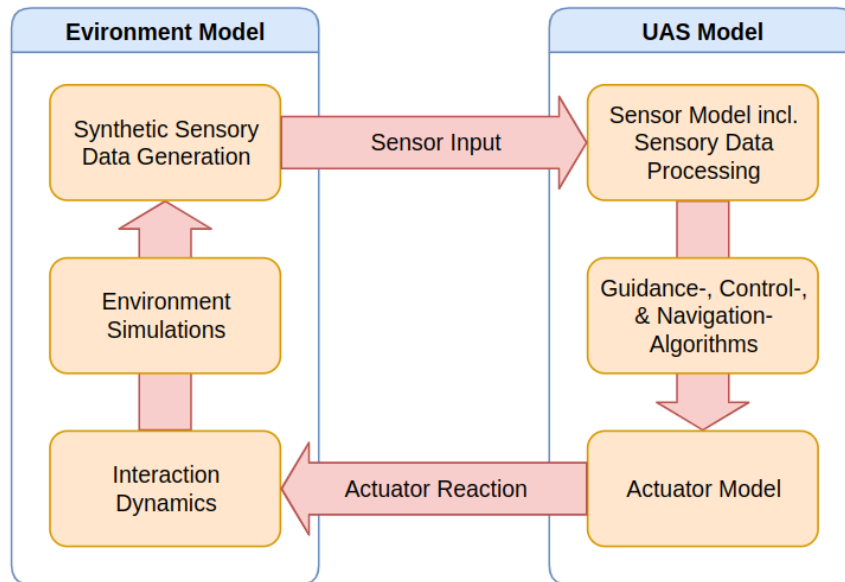 Evironment Model
UAS Model
Synthetic Sensory
Data Generation
Sensor Input
Sensor Model incl.
Sensory Data
Processing
Environment
Simulations
Guidance-, Control-,
& Navigation-
Algorithms
Interaction
Dynamics
Actuator Reaction
Actuator Model